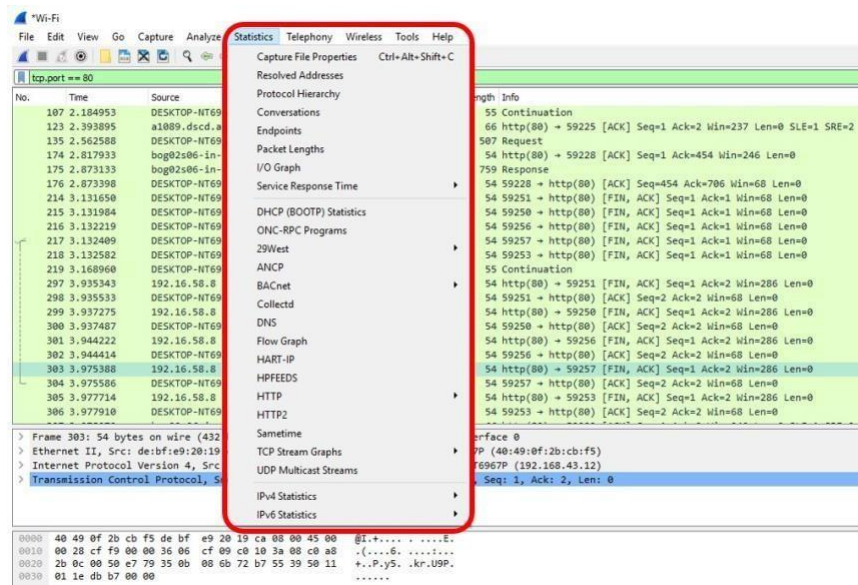 *Wi-Fi
File Edit View Go Capture Analyze Statistics Telephony Wireless Tools Help
tcp.port == 80
Capture File Properties Ctrl+Alt+Shift+C
Resolved Addresses
Protocol Hierarchy
Conversations
Endpoints
Packet Lengths
I/O Graph
Service Response Time
DHCP (BOOTP) Statistics
ONC-RPC Programs
29West
ANCP
BACnet
Collectd
DNS
Flow Graph
HART-IP
HPFEEDS
HTTP
HTTP2
Sametime
TCP Stream Graphs
UDP Multicast Streams
IPv4 Statistics
IPv6 Statistics
No. Time Source ength Info
107 2.184953 DESKTOP-NT69 55 Continuation
123 2.393895 a1089.dscd.a 66 http(80) → 59225 [ACK] Seq=1 Ack=2 Win=237 Len=0 SLE=1 SRE=2
135 2.562588 DESKTOP-NT69 507 Request
174 2.817933 bog02s06-in- 54 http(80) → 59228 [ACK] Seq=1 Ack=454 Win=246 Len=0
175 2.873133 bog02s06-in- 759 Response
176 2.873398 DESKTOP-NT69 54 59228 → http(80) [ACK] Seq=454 Ack=706 Win=68 Len=0
214 3.131650 DESKTOP-NT69 54 59251 → http(80) [FIN, ACK] Seq=1 Ack=1 Win=68 Len=0
215 3.131984 DESKTOP-NT69 54 59250 → http(80) [FIN, ACK] Seq=1 Ack=1 Win=68 Len=0
216 3.132219 DESKTOP-NT69 54 59256 → http(80) [FIN, ACK] Seq=1 Ack=1 Win=68 Len=0
217 3.132409 DESKTOP-NT69 54 59257 → http(80) [FIN, ACK] Seq=1 Ack=1 Win=68 Len=0
218 3.132582 DESKTOP-NT69 54 59253 → http(80) [FIN, ACK] Seq=1 Ack=1 Win=68 Len=0
219 3.168960 DESKTOP-NT69 55 Continuation
297 3.935343 192.16.58.8 54 http(80) → 59251 [FIN, ACK] Seq=1 Ack=2 Win=286 Len=0
298 3.935533 DESKTOP-NT69 54 59251 → http(80) [ACK] Seq=2 Ack=2 Win=68 Len=0
299 3.937275 192.16.58.8 54 http(80) → 59250 [FIN, ACK] Seq=1 Ack=2 Win=286 Len=0
300 3.937487 DESKTOP-NT69 54 59250 → http(80) [ACK] Seq=2 Ack=2 Win=68 Len=0
301 3.944222 192.16.58.8 54 http(80) → 59256 [FIN, ACK] Seq=1 Ack=2 Win=286 Len=0
302 3.944414 DESKTOP-NT69 54 59256 → http(80) [ACK] Seq=2 Ack=2 Win=68 Len=0
303 3.975388 192.16.58.8 54 http(80) → 59257 [FIN, ACK] Seq=1 Ack=2 Win=286 Len=0
304 3.975586 DESKTOP-NT69 54 59257 → http(80) [ACK] Seq=2 Ack=2 Win=68 Len=0
305 3.977714 192.16.58.8 54 http(80) → 59253 [FIN, ACK] Seq=1 Ack=2 Win=286 Len=0
306 3.977910 DESKTOP-NT69 54 59253 → http(80) [ACK] Seq=2 Ack=2 Win=68 Len=0
> Frame 303: 54 bytes on wire (432 erface 0
> Ethernet II, Src: de:bf:e9:20:19 7P (40:49:0f:2b:cb:f5)
> Internet Protocol Version 4, Src T6967P (192.168.43.12)
> Transmission Control Protocol, S , Seq: 1, Ack: 2, Len: 0
0000 40 49 0f 2b cb f5 de bf e9 20 19 ca 08 00 45 00 @I.+.... . ....E.
0010 00 28 cf f9 00 00 36 06 cf 09 c0 10 3a 08 c0 a8 .(....6. ....:...
0020 2b 0c 00 50 e7 79 35 0b 08 6b 72 b7 55 39 50 11 +..P.y5. .kr.U9P.
0030 01 1e db b7 00 00 ......